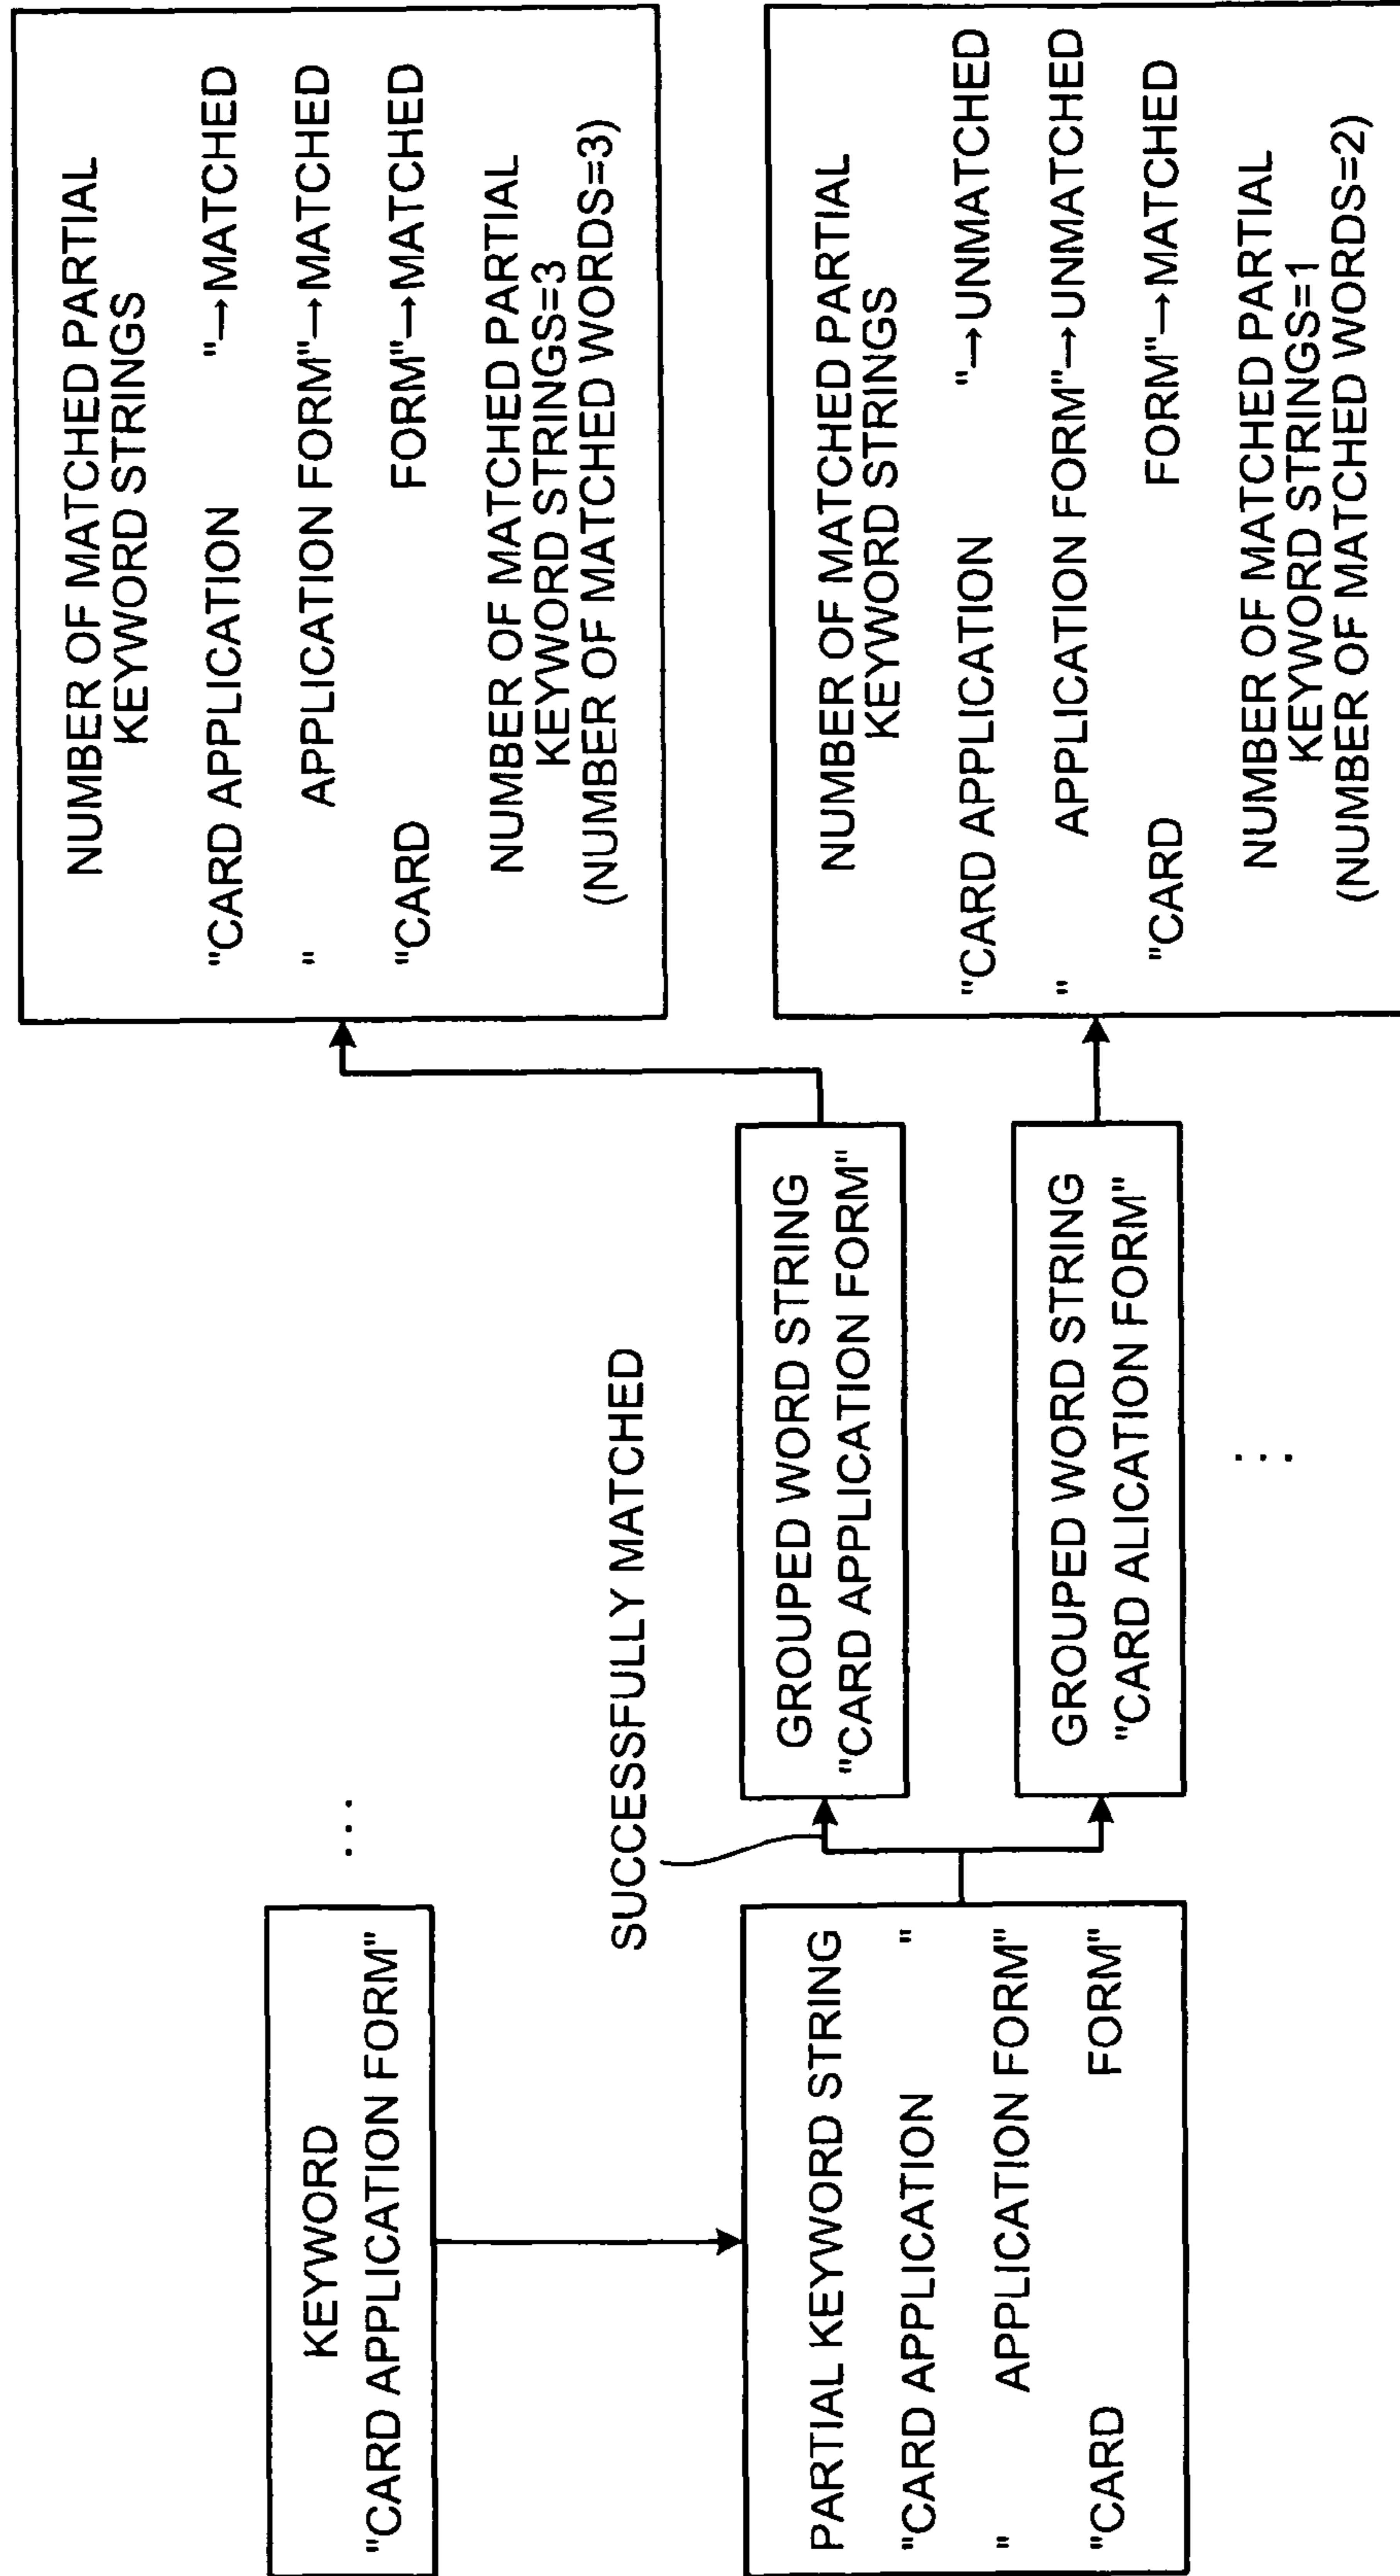 KEYWORD
"CARD APPLICATION FORM"
...
PARTIAL KEYWORD STRING
"CARD APPLICATION "
" APPLICATION FORM"
"CARD FORM"
SUCCESSFULLY MATCHED
GROUPED WORD STRING
"CARD APPLICATION FORM"
GROUPED WORD STRING
"CARD ALICATION FORM"
...
NUMBER OF MATCHED PARTIAL
KEYWORD STRINGS
"CARD APPLICATION "→MATCHED
" APPLICATION FORM"→MATCHED
"CARD FORM"→MATCHED
NUMBER OF MATCHED PARTIAL
KEYWORD STRINGS=3
(NUMBER OF MATCHED WORDS=3)
NUMBER OF MATCHED PARTIAL
KEYWORD STRINGS
"CARD APPLICATION "→UNMATCHED
" APPLICATION FORM"→UNMATCHED
"CARD FORM"→MATCHED
NUMBER OF MATCHED PARTIAL
KEYWORD STRINGS=1
(NUMBER OF MATCHED WORDS=2)